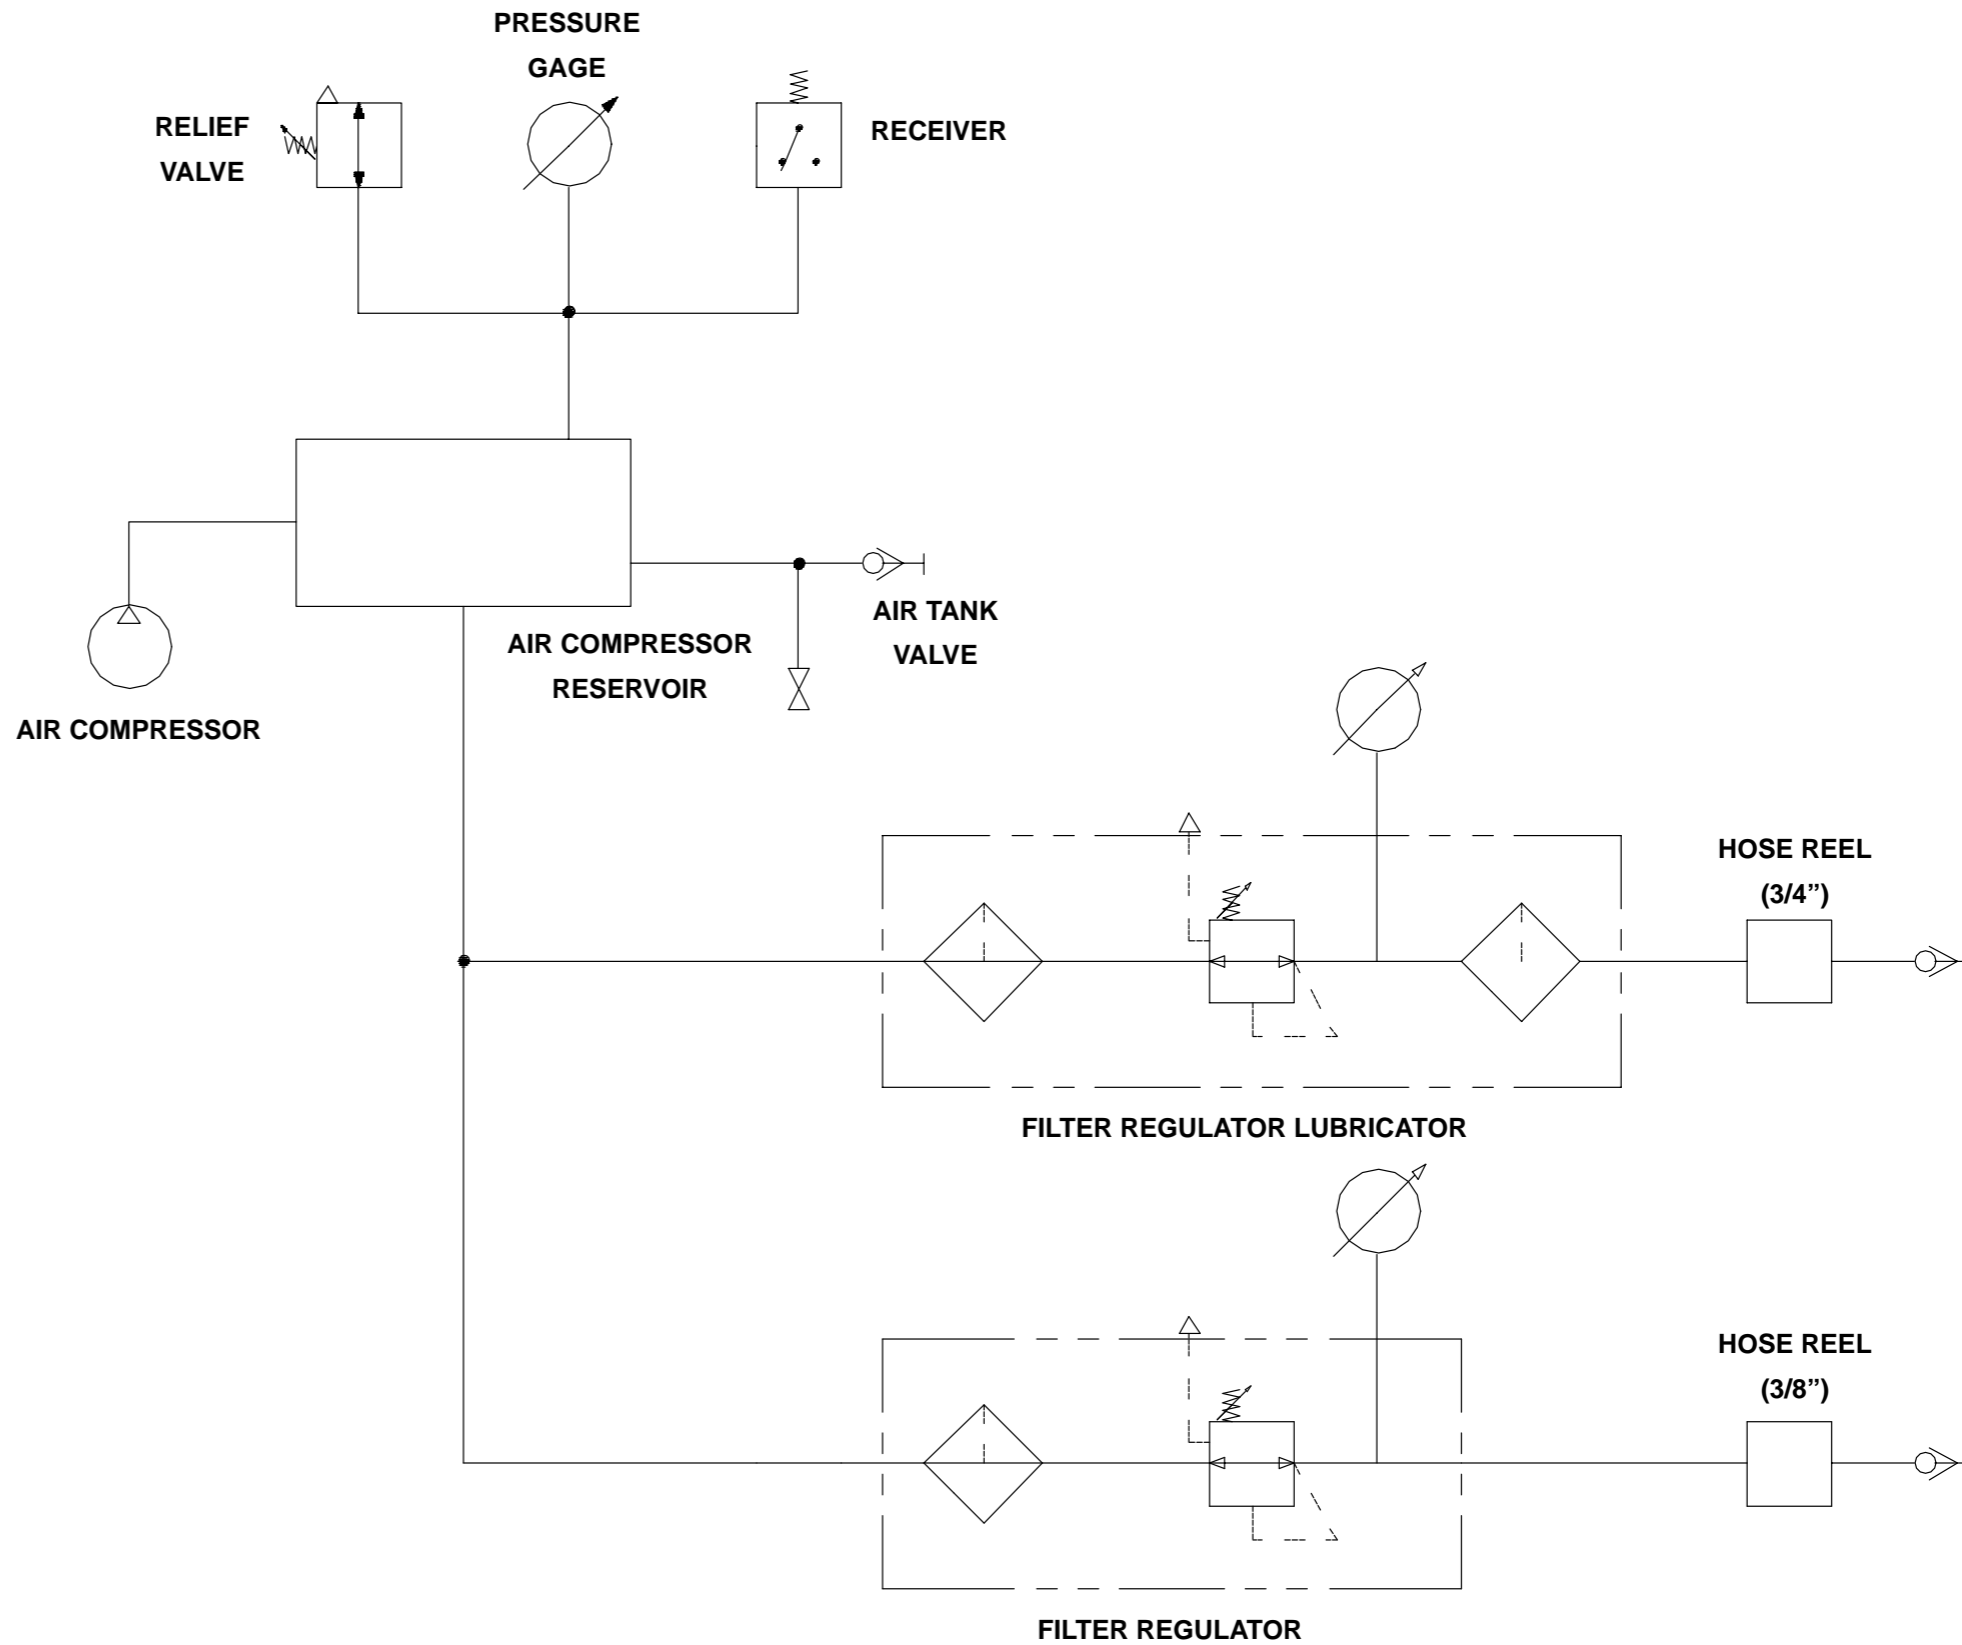 PRESSURE
GAGE
RELIEF
VALVE
RECEIVER
AIR TANK
VALVE
AIR COMPRESSOR
RESERVOIR
AIR COMPRESSOR
HOSE REEL
(3/4”)
FILTER REGULATOR LUBRICATOR
HOSE REEL
(3/8”)
FILTER REGULATOR